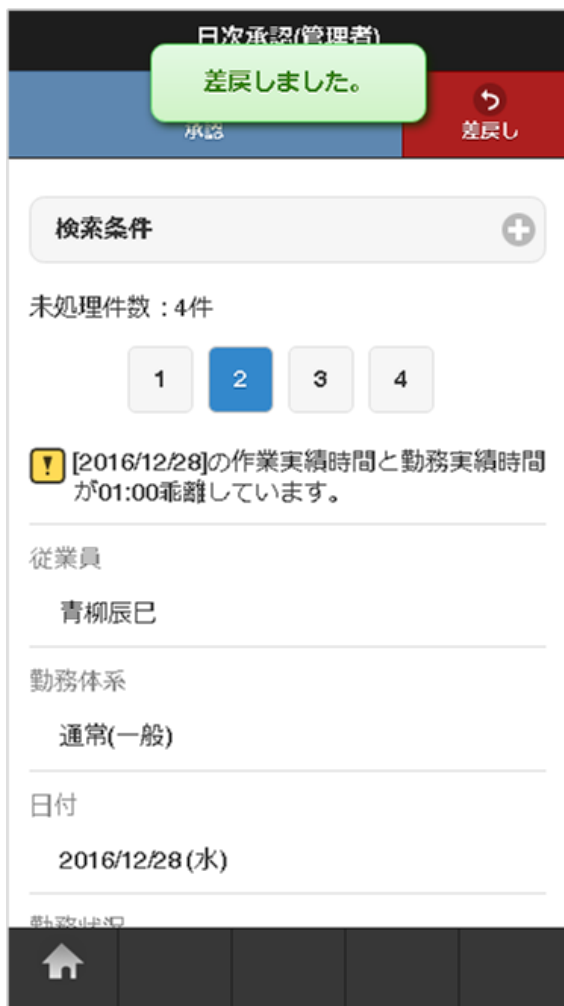 日次承認(管理者)
差戻しました。
承認
差戻し
検索条件
未処理件数:4件
1 2 3 4
[2016/12/28]の作業実績時間と勤務実績時間
が01:00乖離しています。
従業員
青柳辰巳
勤務体系
通常(一般)
日付
2016/12/28(水)
勤務状況